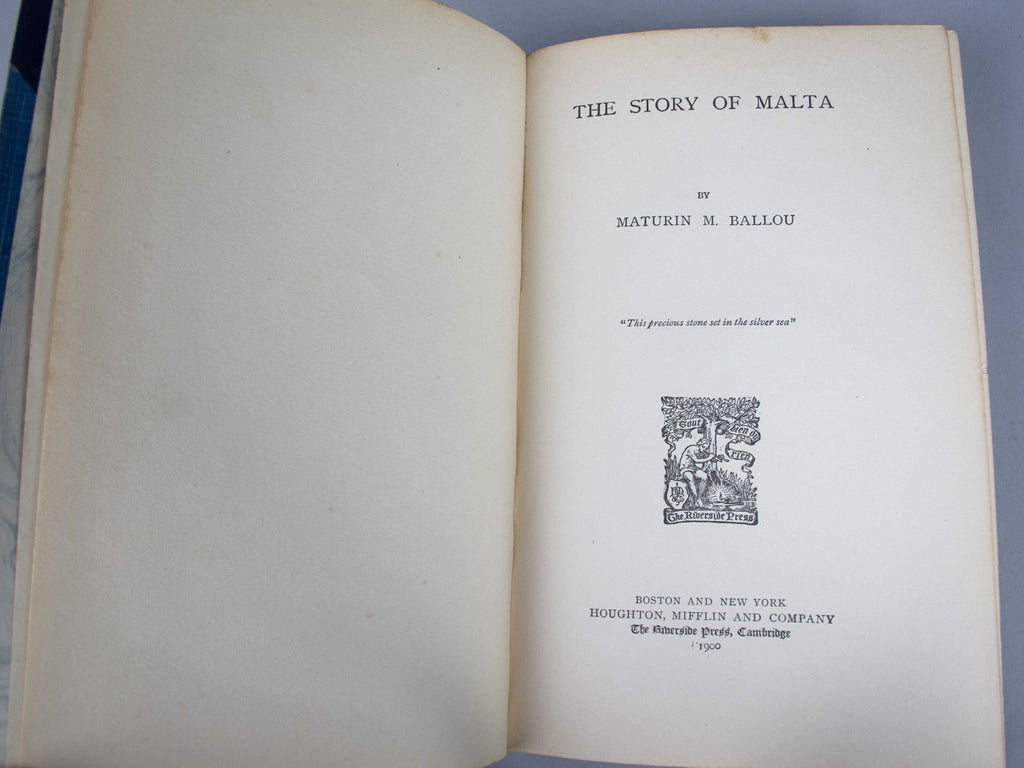 THE STORY OF MALTA
BY
MATURIN M. BALLOU
"This precious stone set in the silver sea"
Tout bien ou
rien
The Riverside Press
BOSTON AND NEW YORK
HOUGHTON, MIFFLIN AND COMPANY
The Riverside Press, Cambridge
1900